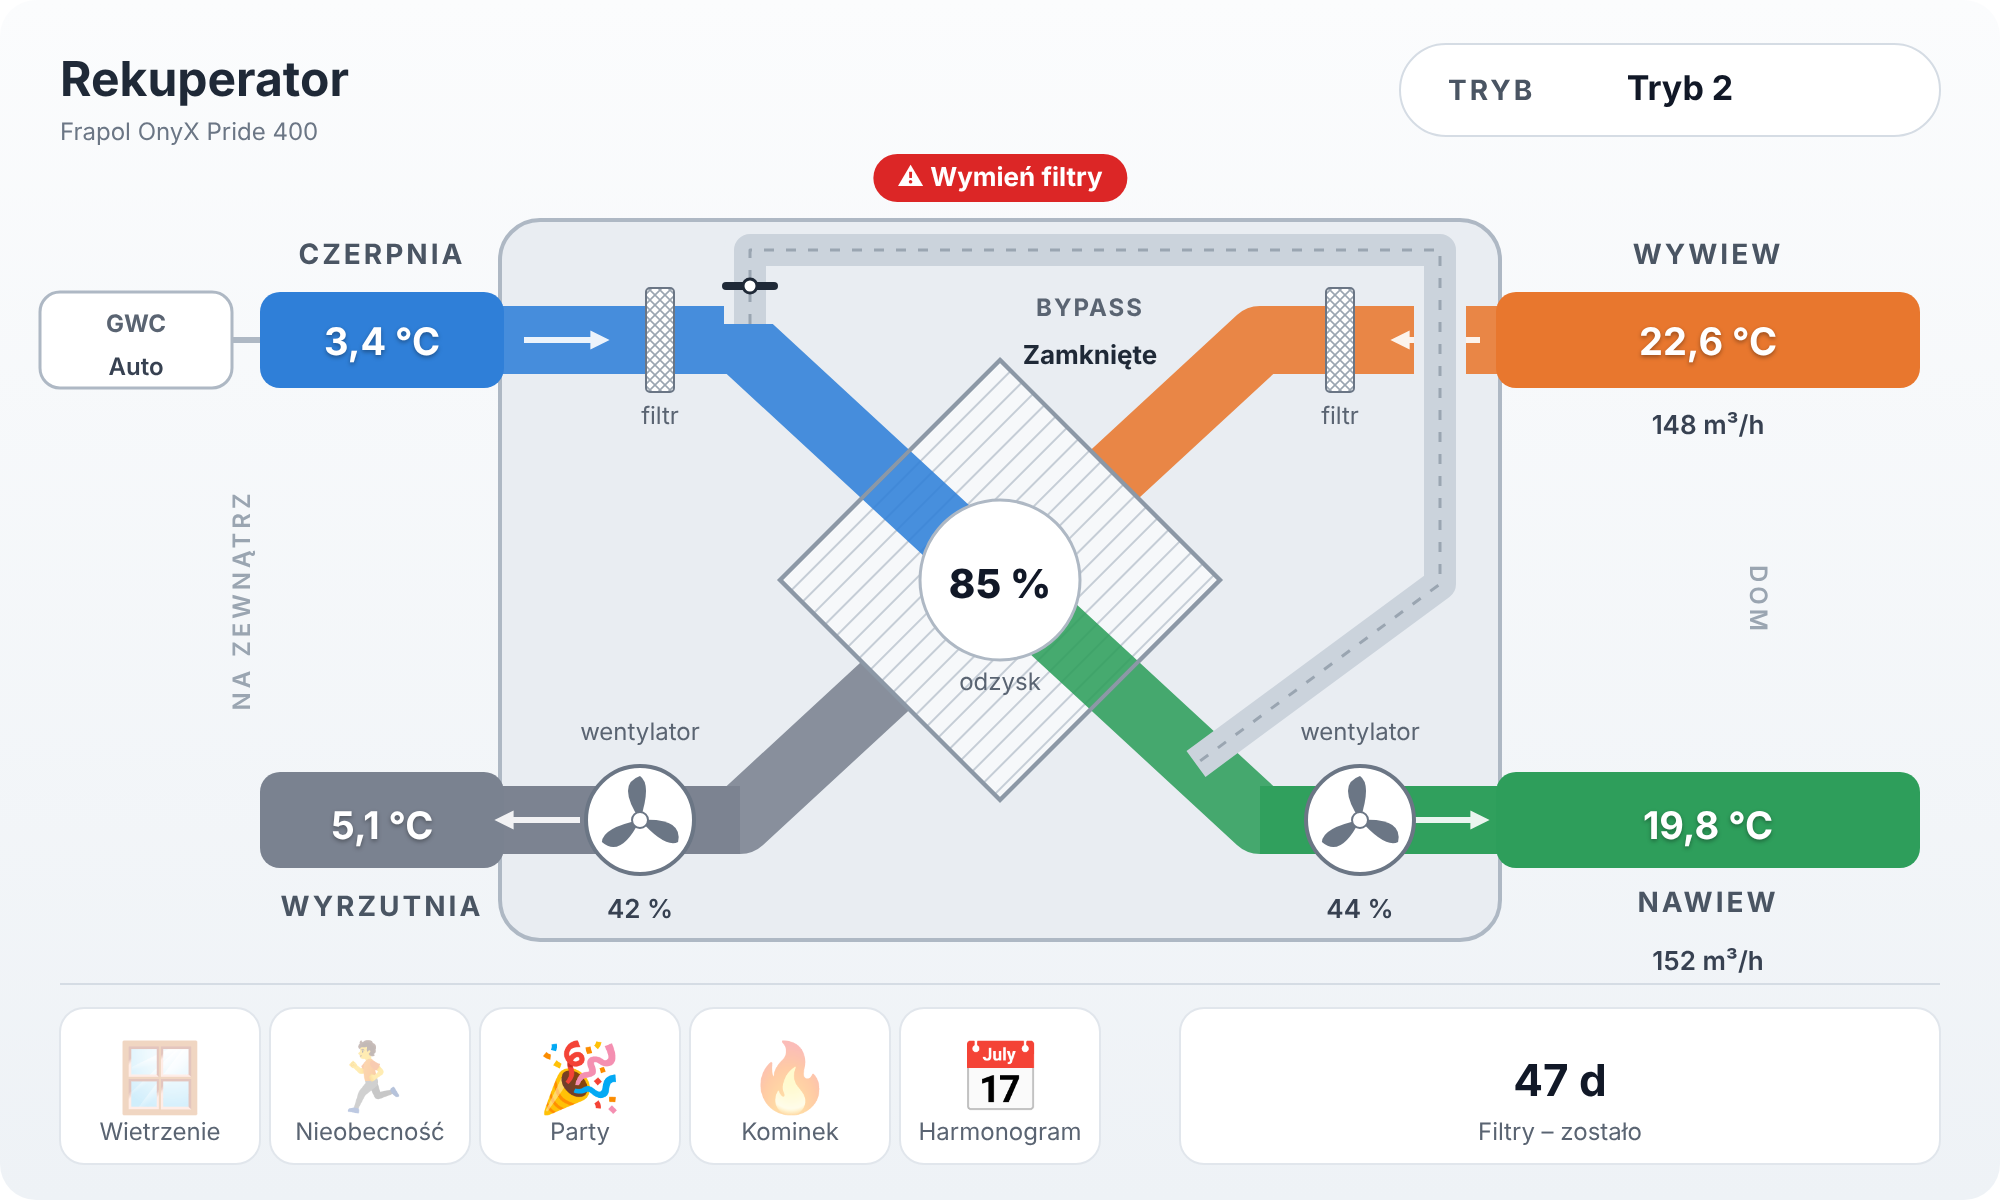 Rekuperator
Frapol OnyX Pride 400
TRYB Tryb 2
⚠ Wymień filtry
CZERPNIA
WYWIEW
GWC
Auto
3,4 °C
BYPASS
Zamknięte
22,6 °C
filtr
filtr
148 m³/h
NA ZEWNĄTRZ
85 %
odzysk
DOM
wentylator
wentylator
5,1 °C
19,8 °C
WYRZUTNIA
42 %
44 %
NAWIEW
152 m³/h
July
17
Wietrzenie
Nieobecność
Party
Kominek
Harmonogram
47 d
Filtry – zostało